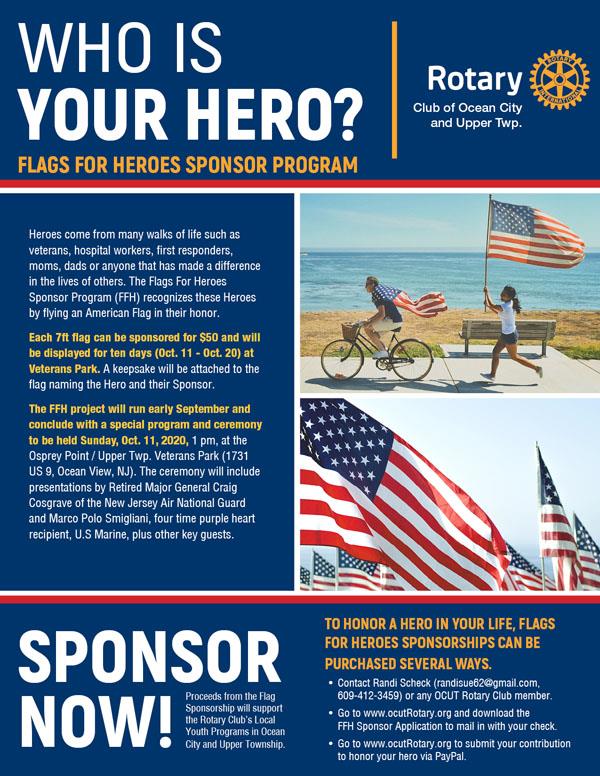 WHO IS
YOUR HERO?
FLAGS FOR HEROES SPONSOR PROGRAM
Rotary
Club of Ocean City
and Upper Twp.
ROTARY
INTERNATIONAL
Heroes come from many walks of life such as
veterans, hospital workers, first responders,
moms, dads or anyone that has made a difference
in the lives of others. The Flags For Heroes
Sponsor Program (FFH) recognizes these Heroes
by flying an American Flag in their honor.
Each 7ft flag can be sponsored for $50 and will
be displayed for ten days (Oct. 11 - Oct. 20) at
Veterans Park. A keepsake will be attached to the
flag naming the Hero and their Sponsor.
The FFH project will run early September and
conclude with a special program and ceremony
to be held Sunday, Oct. 11, 2020, 1 pm, at the
Osprey Point / Upper Twp. Veterans Park (1731
US 9, Ocean View, NJ). The ceremony will include
presentations by Retired Major General Craig
Cosgrave of the New Jersey Air National Guard
and Marco Polo Smigliani, four time purple heart
recipient, U.S Marine, plus other key guests.
SPONSOR
NOW!
Proceeds from the Flag
Sponsorship will support
the Rotary Club's Local
Youth Programs in Ocean
City and Upper Township.
TO HONOR A HERO IN YOUR LIFE, FLAGS
FOR HEROES SPONSORSHIPS CAN BE
PURCHASED SEVERAL WAYS.
• Contact Randi Scheck (randisue62@gmail.com,
609-412-3459) or any OCUT Rotary Club member.
• Go to www.ocutRotary.org and download the
FFH Sponsor Application to mail in with your check.
• Go to www.ocutRotary.org to submit your contribution
to honor your hero via PayPal.